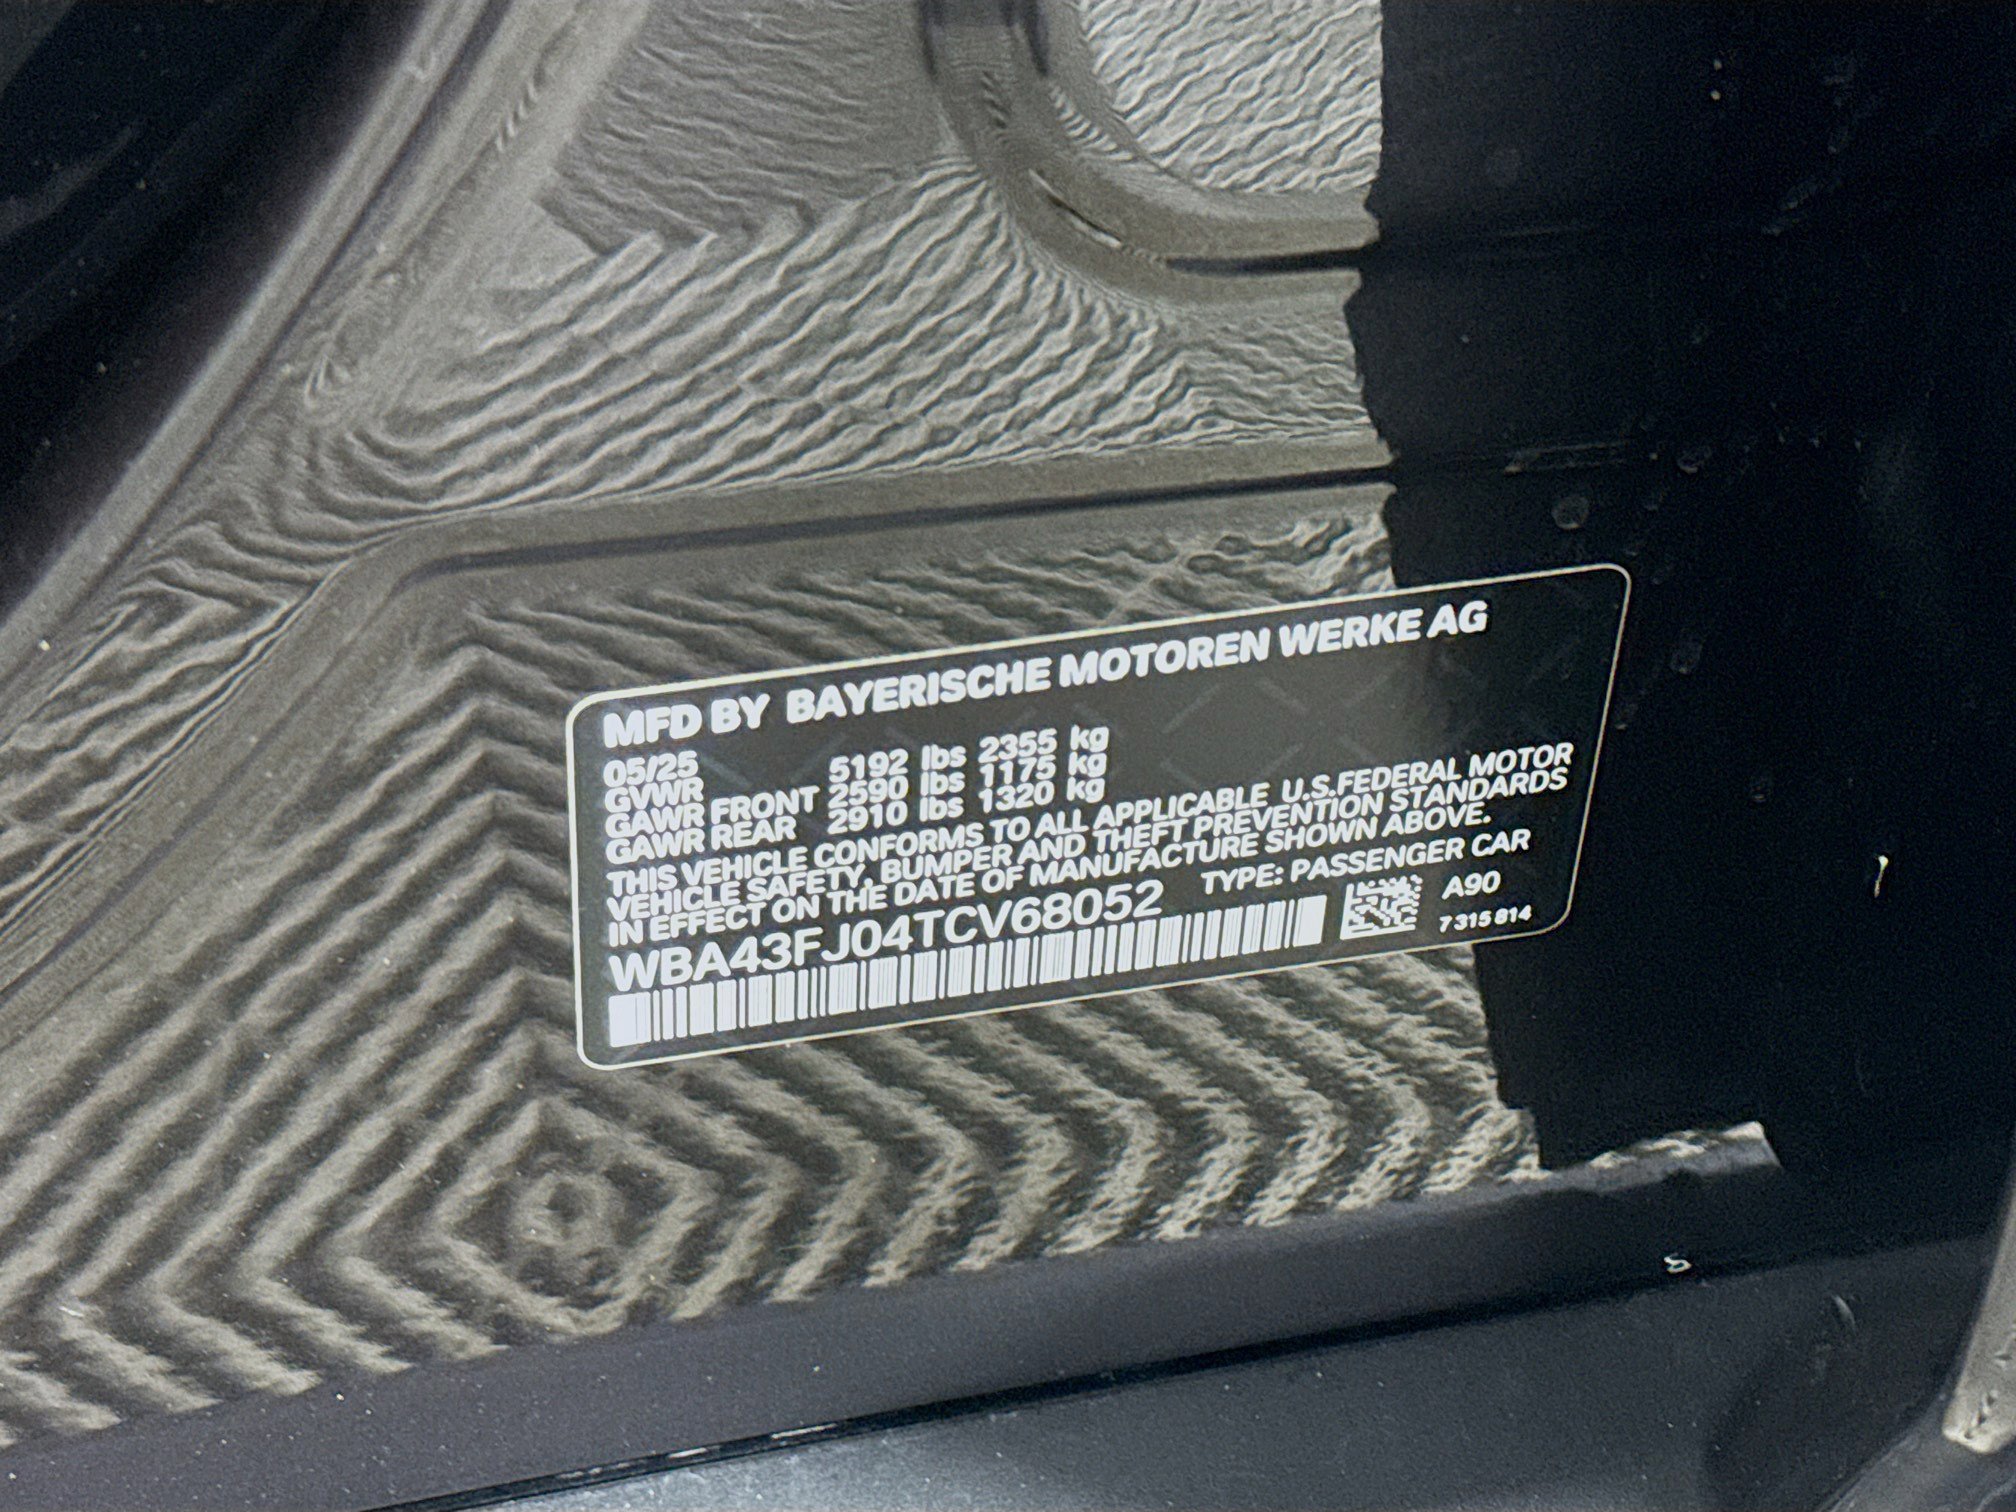 MFD BY BAYERISCHE MOTOREN WERKE AG
05/25
GVWR 5192 lbs 2355 kg
GAWR FRONT 2590 lbs 1175 kg
GAWR REAR 2910 lbs 1320 kg
THIS VEHICLE CONFORMS TO ALL APPLICABLE U.S.FEDERAL MOTOR
VEHICLE SAFETY, BUMPER AND THEFT PREVENTION STANDARDS
IN EFFECT ON THE DATE OF MANUFACTURE SHOWN ABOVE.
WBA43FJ04TCV68052 TYPE: PASSENGER CAR
A90
7 315 814